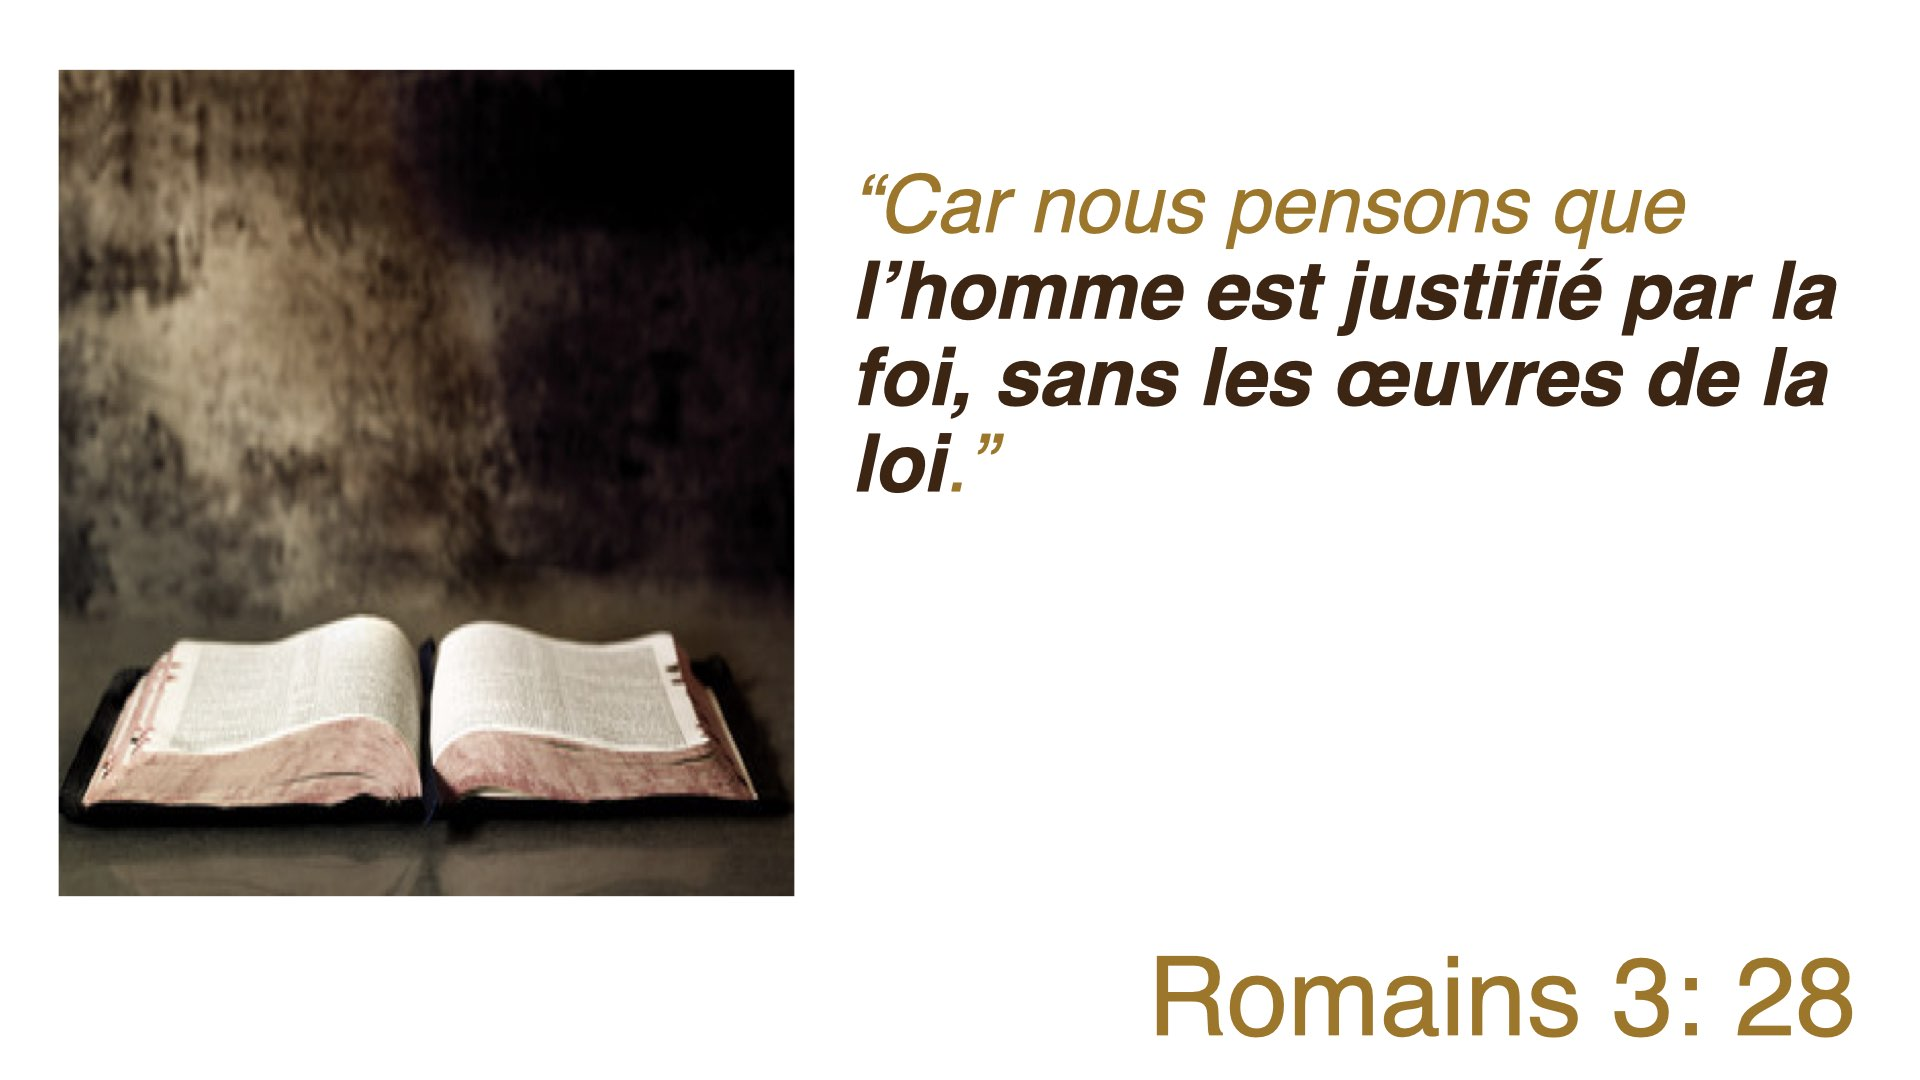 “Car nous pensons que
l’homme est justifié par la
foi, sans les œuvres de la
loi.”
Romains 3: 28